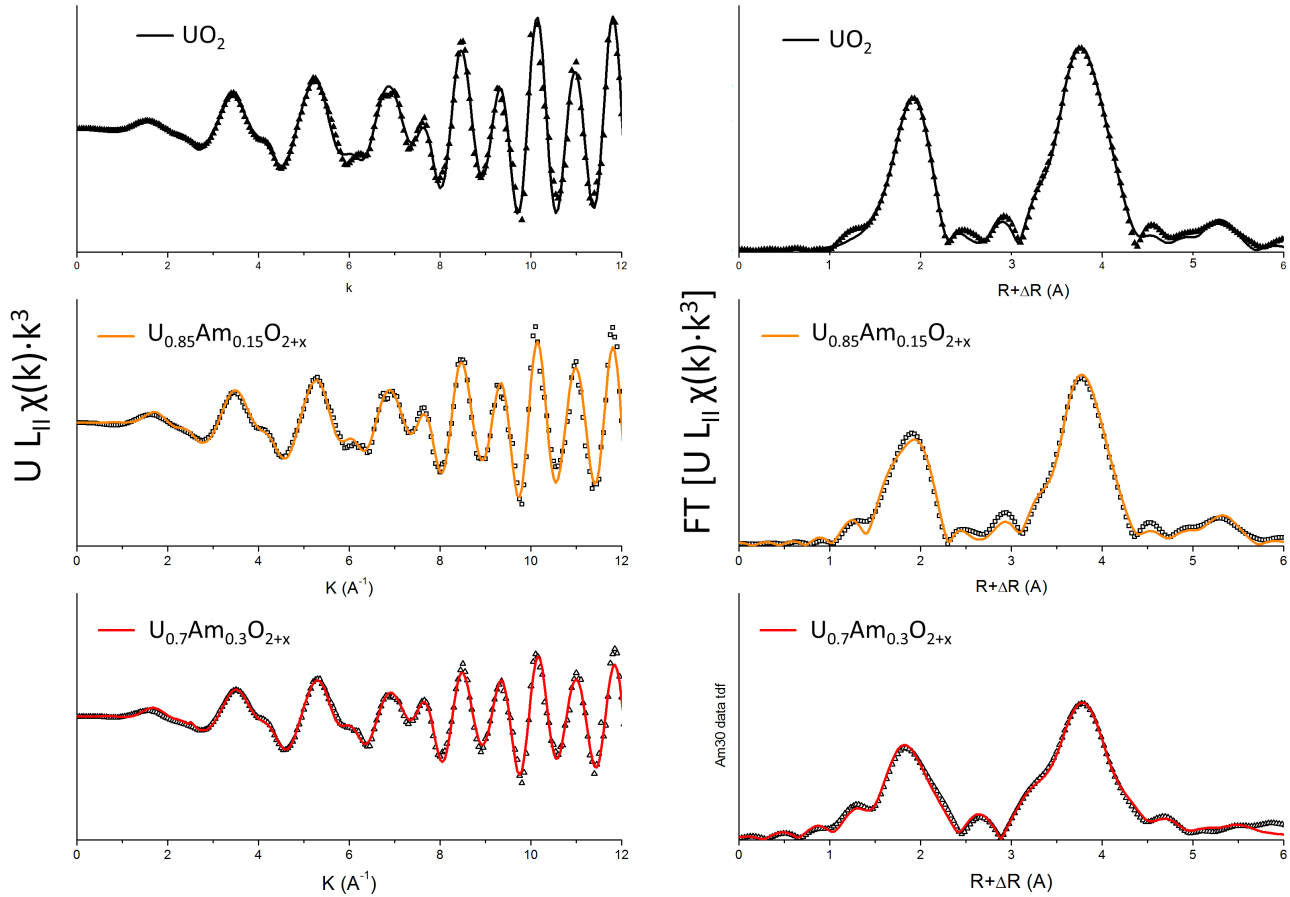 U L_II χ(k)·k³
UO₂
0 2 4 6 8 10 12
k
U₀.₈₅Am₀.₁₅O₂₊ₓ
0 2 4 6 8 10 12
K (A⁻¹)
U₀.₇Am₀.₃O₂₊ₓ
0 2 4 6 8 10 12
K (A⁻¹)
FT [U L_II χ(k)·k³]
UO₂
0 1 2 3 4 5 6
R+ΔR (A)
U₀.₈₅Am₀.₁₅O₂₊ₓ
0 1 2 3 4 5 6
R+ΔR (A)
Am30 data tdf
U₀.₇Am₀.₃O₂₊ₓ
0 1 2 3 4 5 6
R+ΔR (A)